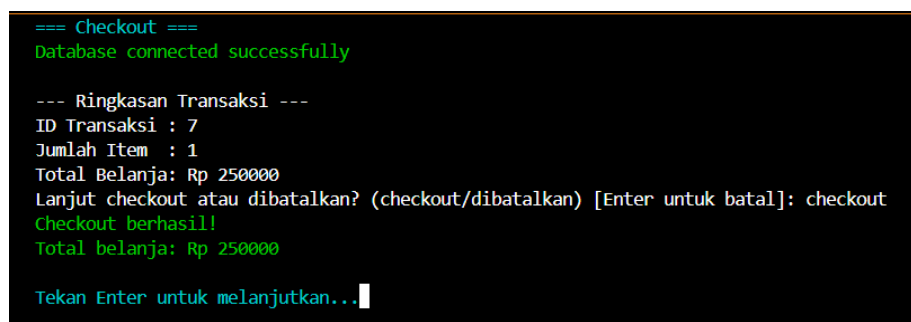 === Checkout ===
Database connected successfully
--- Ringkasan Transaksi ---
ID Transaksi : 7
Jumlah Item  : 1
Total Belanja: Rp 250000
Lanjut checkout atau dibatalkan? (checkout/dibatalkan) [Enter untuk batal]: checkout
Checkout berhasil!
Total belanja: Rp 250000
Tekan Enter untuk melanjutkan...